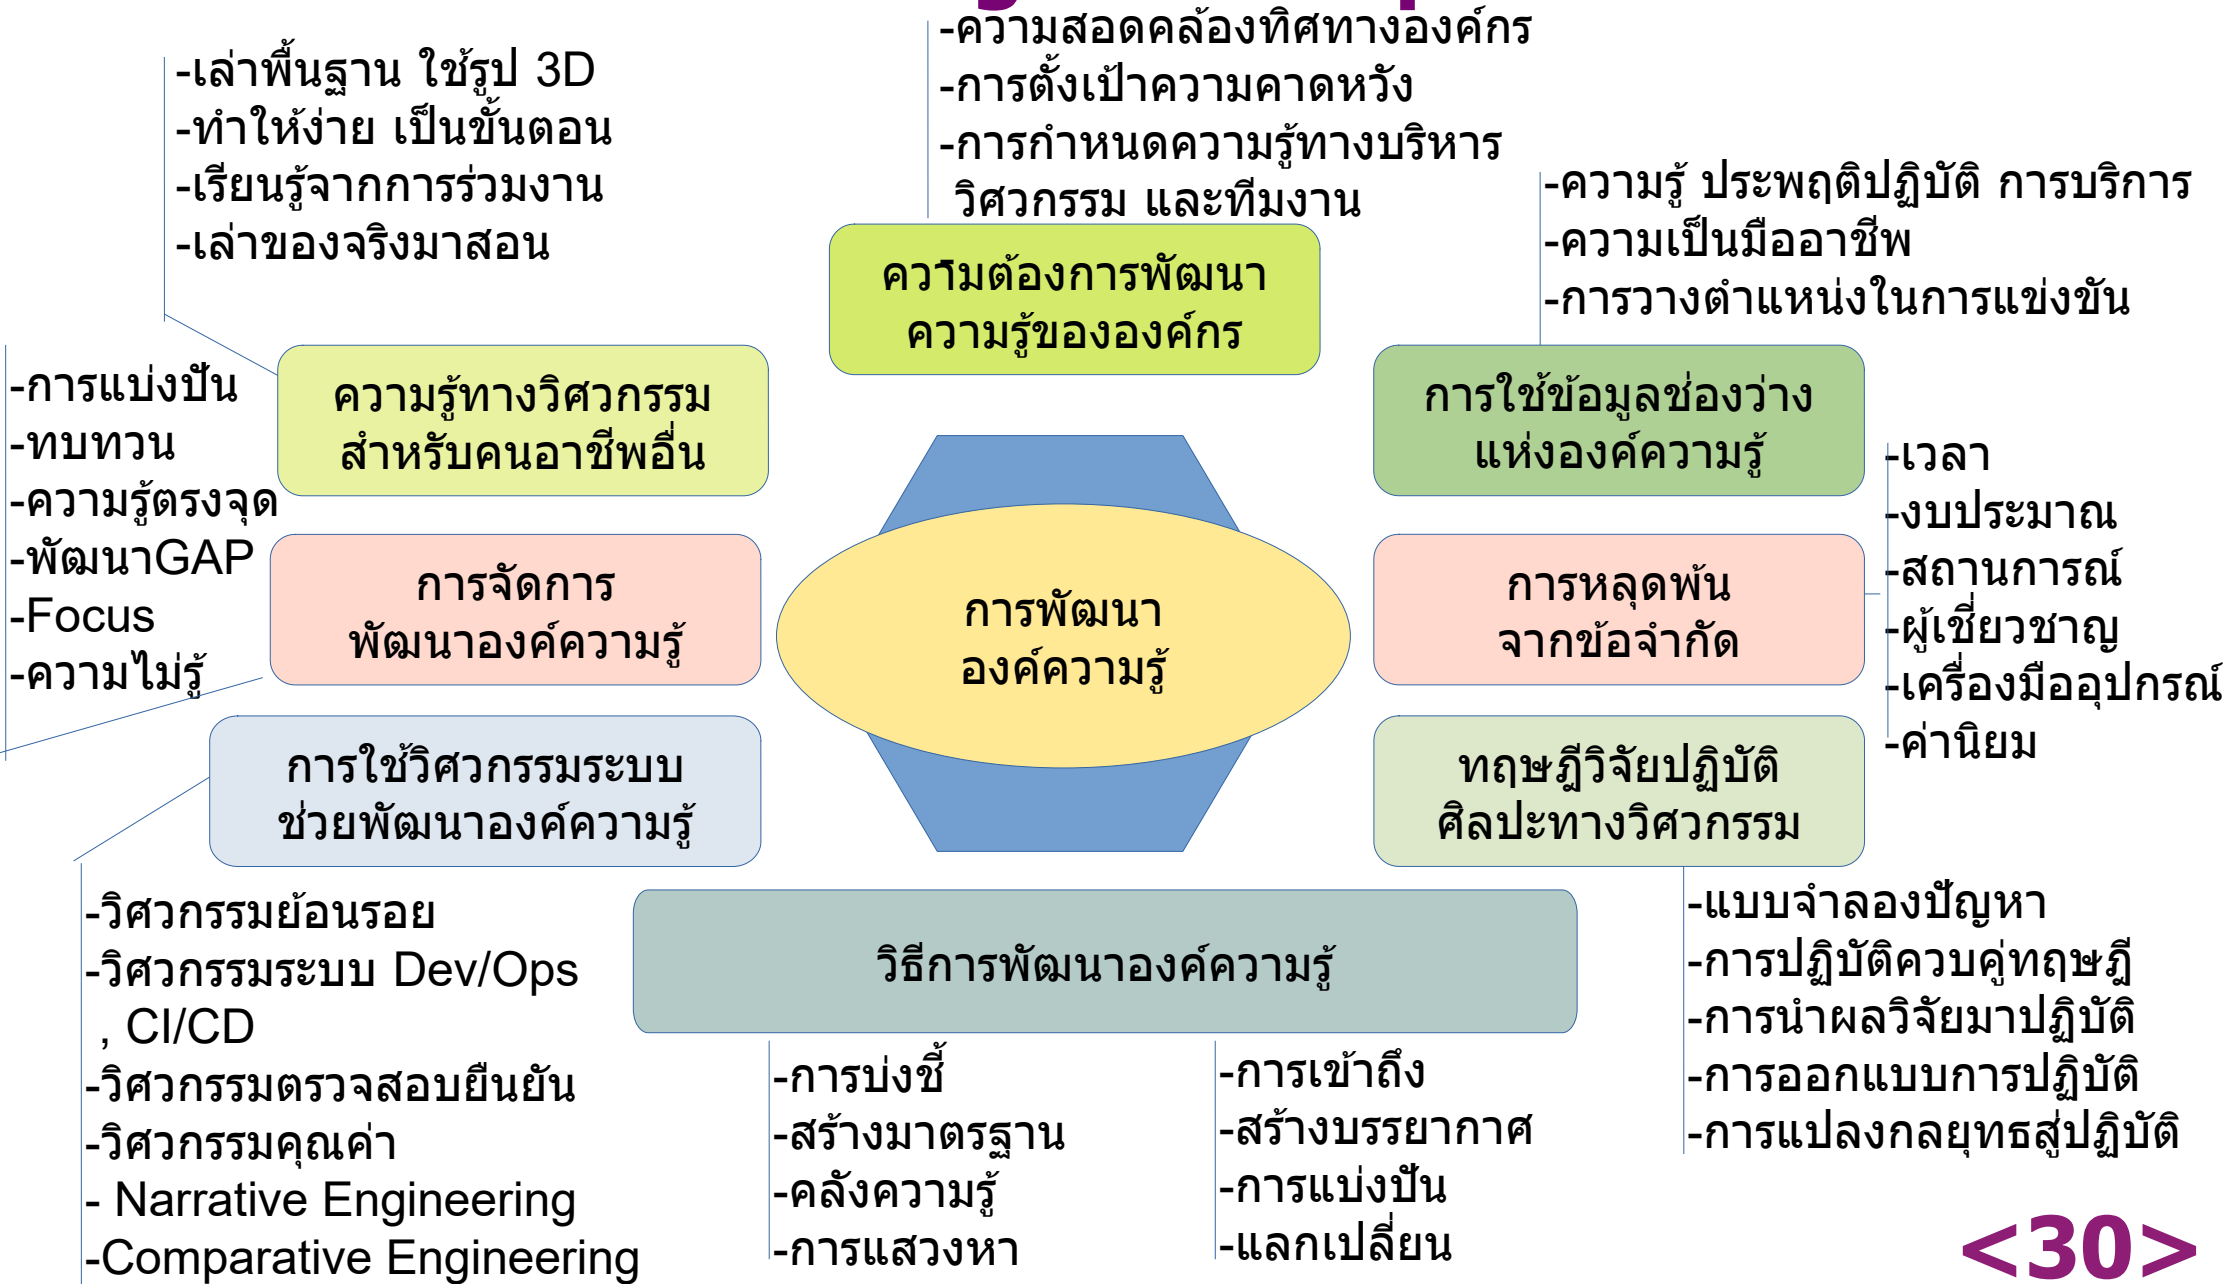 -ความสอดคล้องทิศทางองค์กร
-การตั้งเป้าความคาดหวัง
-การกำหนดความรู้ทางบริหาร
วิศวกรรม และทีมงาน
ความต้องการพัฒนา
ความรู้ขององค์กร
-เล่าพื้นฐาน ใช้รูป 3D
-ทำให้ง่าย เป็นขั้นตอน
-เรียนรู้จากการร่วมงาน
-เล่าของจริงมาสอน
ความรู้ทางวิศวกรรม
สำหรับคนอาชีพอื่น
-ความรู้ ประพฤติปฏิบัติ การบริการ
-ความเป็นมืออาชีพ
-การวางตำแหน่งในการแข่งขัน
การใช้ข้อมูลช่องว่าง
แห่งองค์ความรู้
-การแบ่งปัน
-ทบทวน
-ความรู้ตรงจุด
-พัฒนาGAP
-Focus
-ความไม่รู้
การจัดการ
พัฒนาองค์ความรู้
การพัฒนา
องค์ความรู้
การหลุดพ้น
จากข้อจำกัด
-เวลา
-งบประมาณ
-สถานการณ์
-ผู้เชี่ยวชาญ
-เครื่องมืออุปกรณ์
-ค่านิยม
การใช้วิศวกรรมระบบ
ช่วยพัฒนาองค์ความรู้
ทฤษฎีวิจัยปฏิบัติ
ศิลปะทางวิศวกรรม
-วิศวกรรมย้อนรอย
-วิศวกรรมระบบ Dev/Ops
, CI/CD
-วิศวกรรมตรวจสอบยืนยัน
-วิศวกรรมคุณค่า
- Narrative Engineering
-Comparative Engineering
วิธีการพัฒนาองค์ความรู้
-การบ่งชี้
-สร้างมาตรฐาน
-คลังความรู้
-การแสวงหา
-การเข้าถึง
-สร้างบรรยากาศ
-การแบ่งปัน
-แลกเปลี่ยน
-แบบจำลองปัญหา
-การปฏิบัติควบคู่ทฤษฎี
-การนำผลวิจัยมาปฏิบัติ
-การออกแบบการปฏิบัติ
-การแปลงกลยุทธสู่ปฏิบัติ
<30>